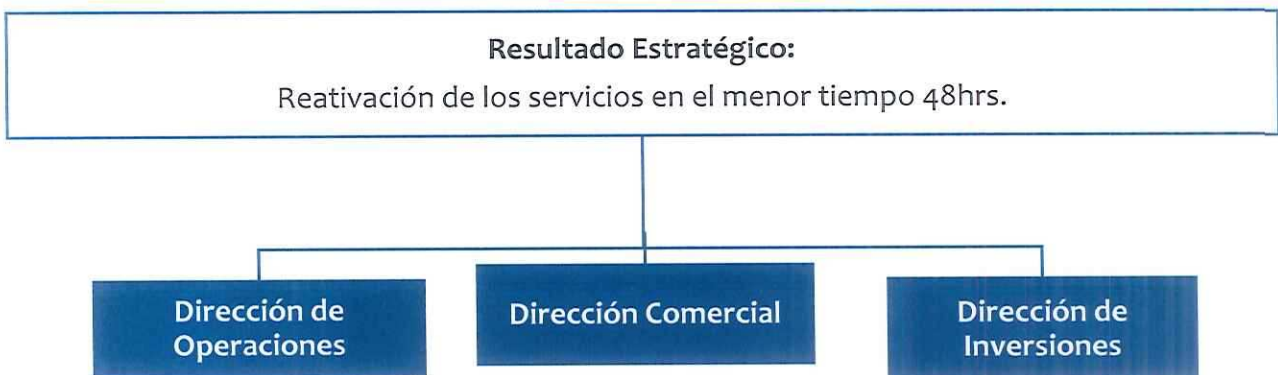 Resultado Estratégico:
Reativación de los servicios en el menor tiempo 48hrs.
Dirección de
Operaciones
Dirección Comercial
Dirección de
Inversiones